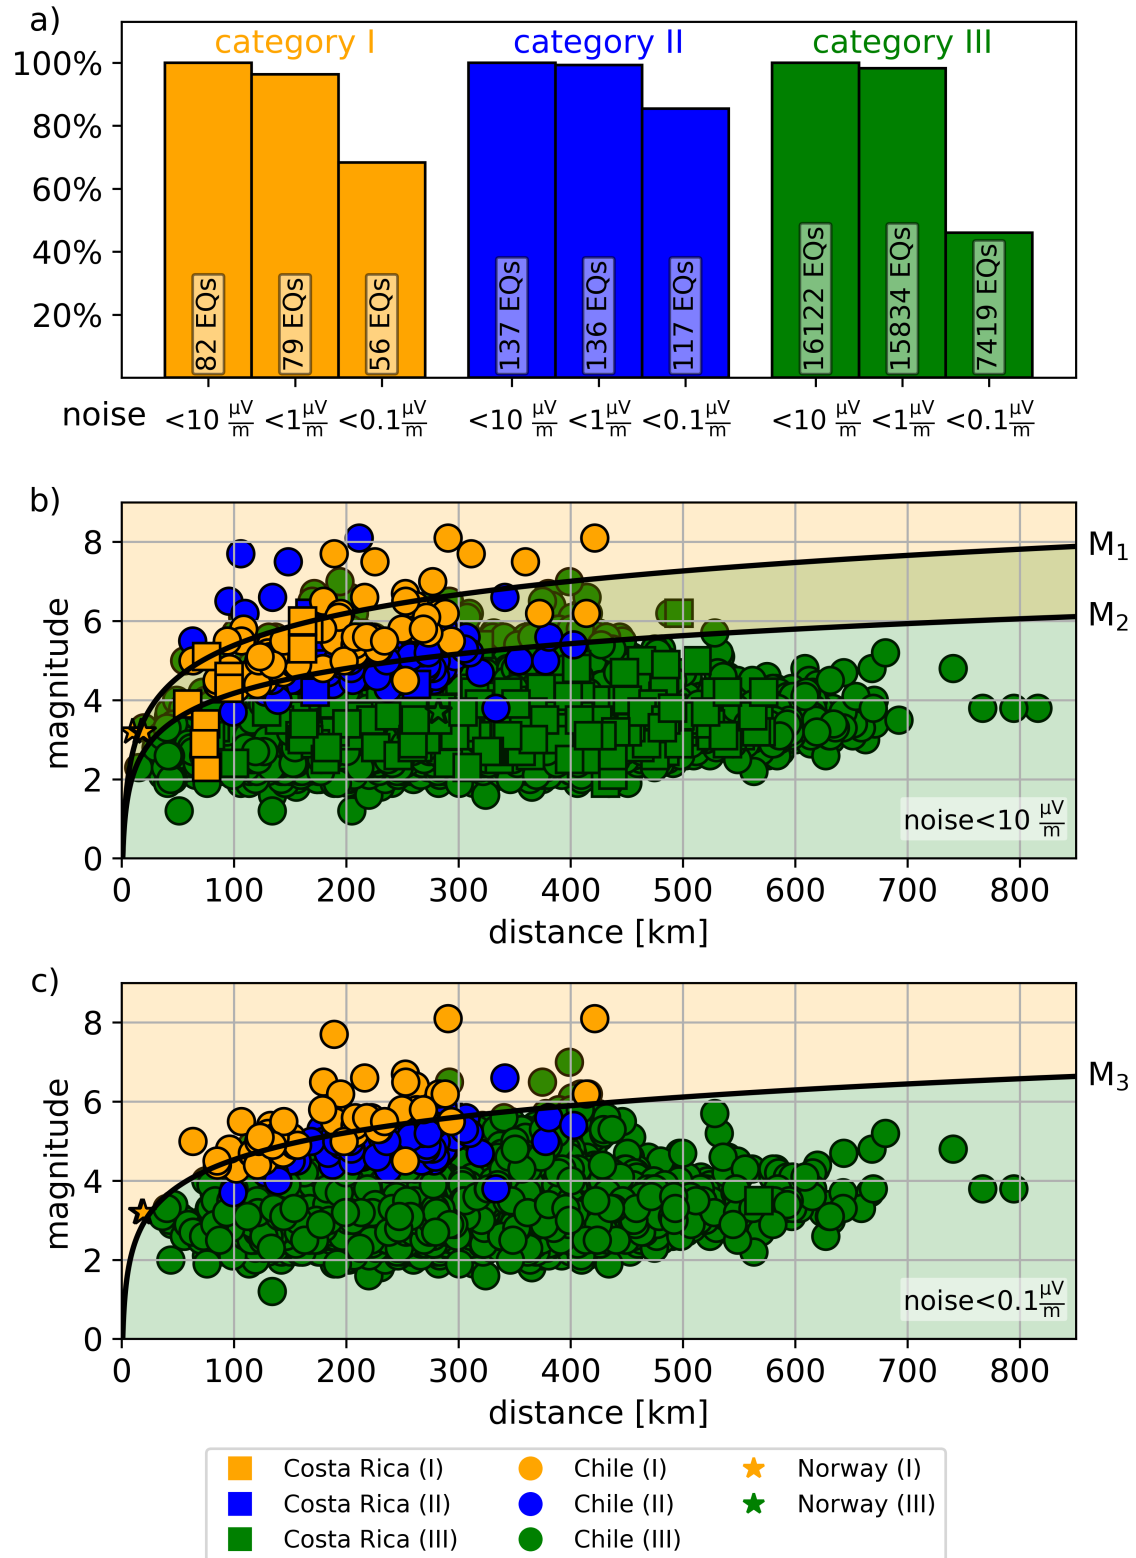 a)
category I category II category III
100%
80%
60%
40%
20%
82 EQs 79 EQs 56 EQs 137 EQs 136 EQs 117 EQs 16122 EQs 15834 EQs 7419 EQs
noise <10 μV/m <1 μV/m <0.1 μV/m <10 μV/m <1 μV/m <0.1 μV/m <10 μV/m <1 μV/m <0.1 μV/m
b)
8
6
4
2
0
magnitude
M₁
M₂
noise<10 μV/m
0 100 200 300 400 500 600 700 800
distance [km]
c)
8
6
4
2
0
magnitude
M₃
noise<0.1 μV/m
0 100 200 300 400 500 600 700 800
distance [km]
Costa Rica (I) Chile (I) Norway (I)
Costa Rica (II) Chile (II) Norway (III)
Costa Rica (III) Chile (III)